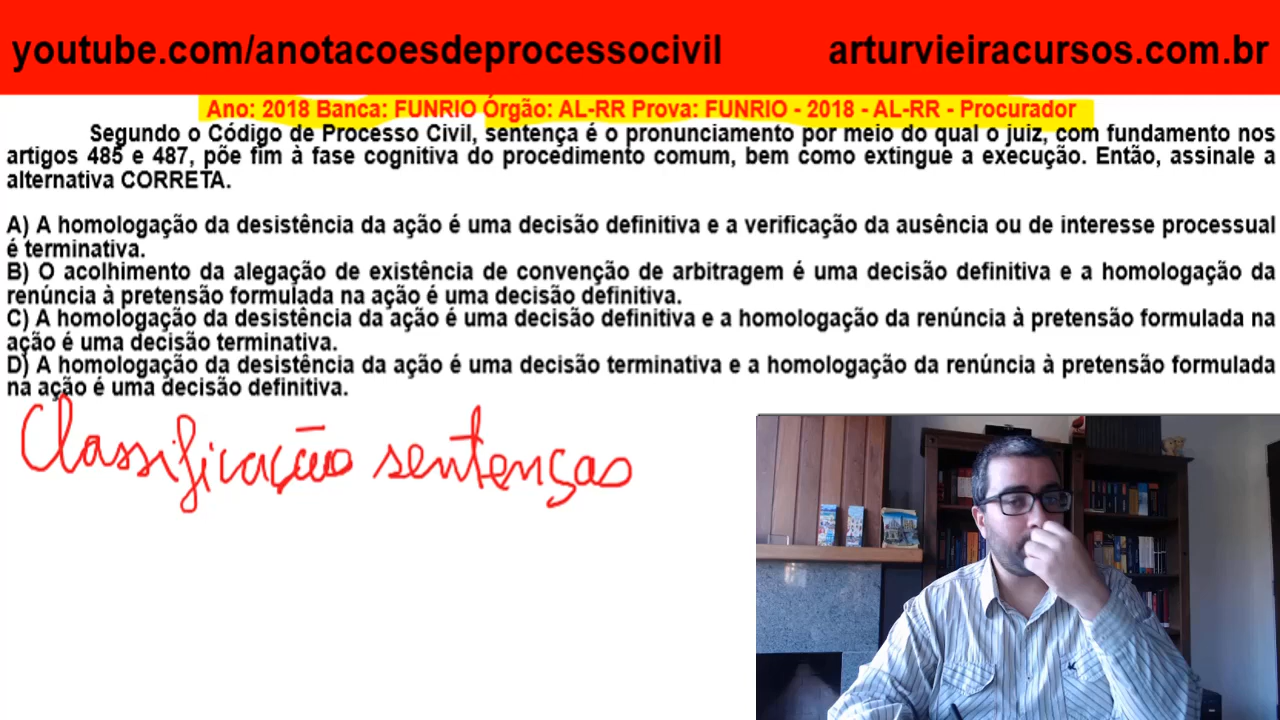 youtube.com/anotacoesdeprocessocivil arturvieiracursos.com.br
Ano: 2018 Banca: FUNRIO Órgão: AL-RR Prova: FUNRIO - 2018 - AL-RR - Procurador
Segundo o Código de Processo Civil, sentença é o pronunciamento por meio do qual o juiz, com fundamento nos
artigos 485 e 487, põe fim à fase cognitiva do procedimento comum, bem como extingue a execução. Então, assinale a
alternativa CORRETA.
A) A homologação da desistência da ação é uma decisão definitiva e a verificação da ausência ou de interesse processual
é terminativa.
B) O acolhimento da alegação de existência de convenção de arbitragem é uma decisão definitiva e a homologação da
renúncia à pretensão formulada na ação é uma decisão definitiva.
C) A homologação da desistência da ação é uma decisão definitiva e a homologação da renúncia à pretensão formulada na
ação é uma decisão terminativa.
D) A homologação da desistência da ação é uma decisão terminativa e a homologação da renúncia à pretensão formulada
na ação é uma decisão definitiva.
Classificação sentenças